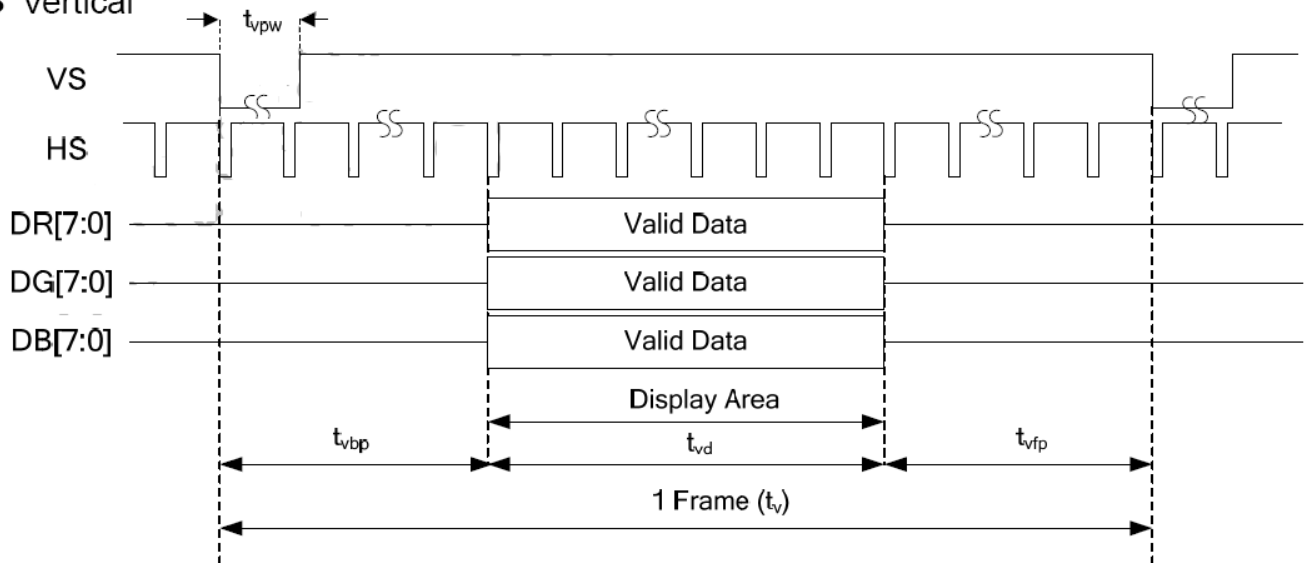 vertical
tvpw
VS
HS
DR[7:0] Valid Data
DG[7:0] Valid Data
DB[7:0] Valid Data
Display Area
tvbp tvd tvfp
1 Frame (tv)